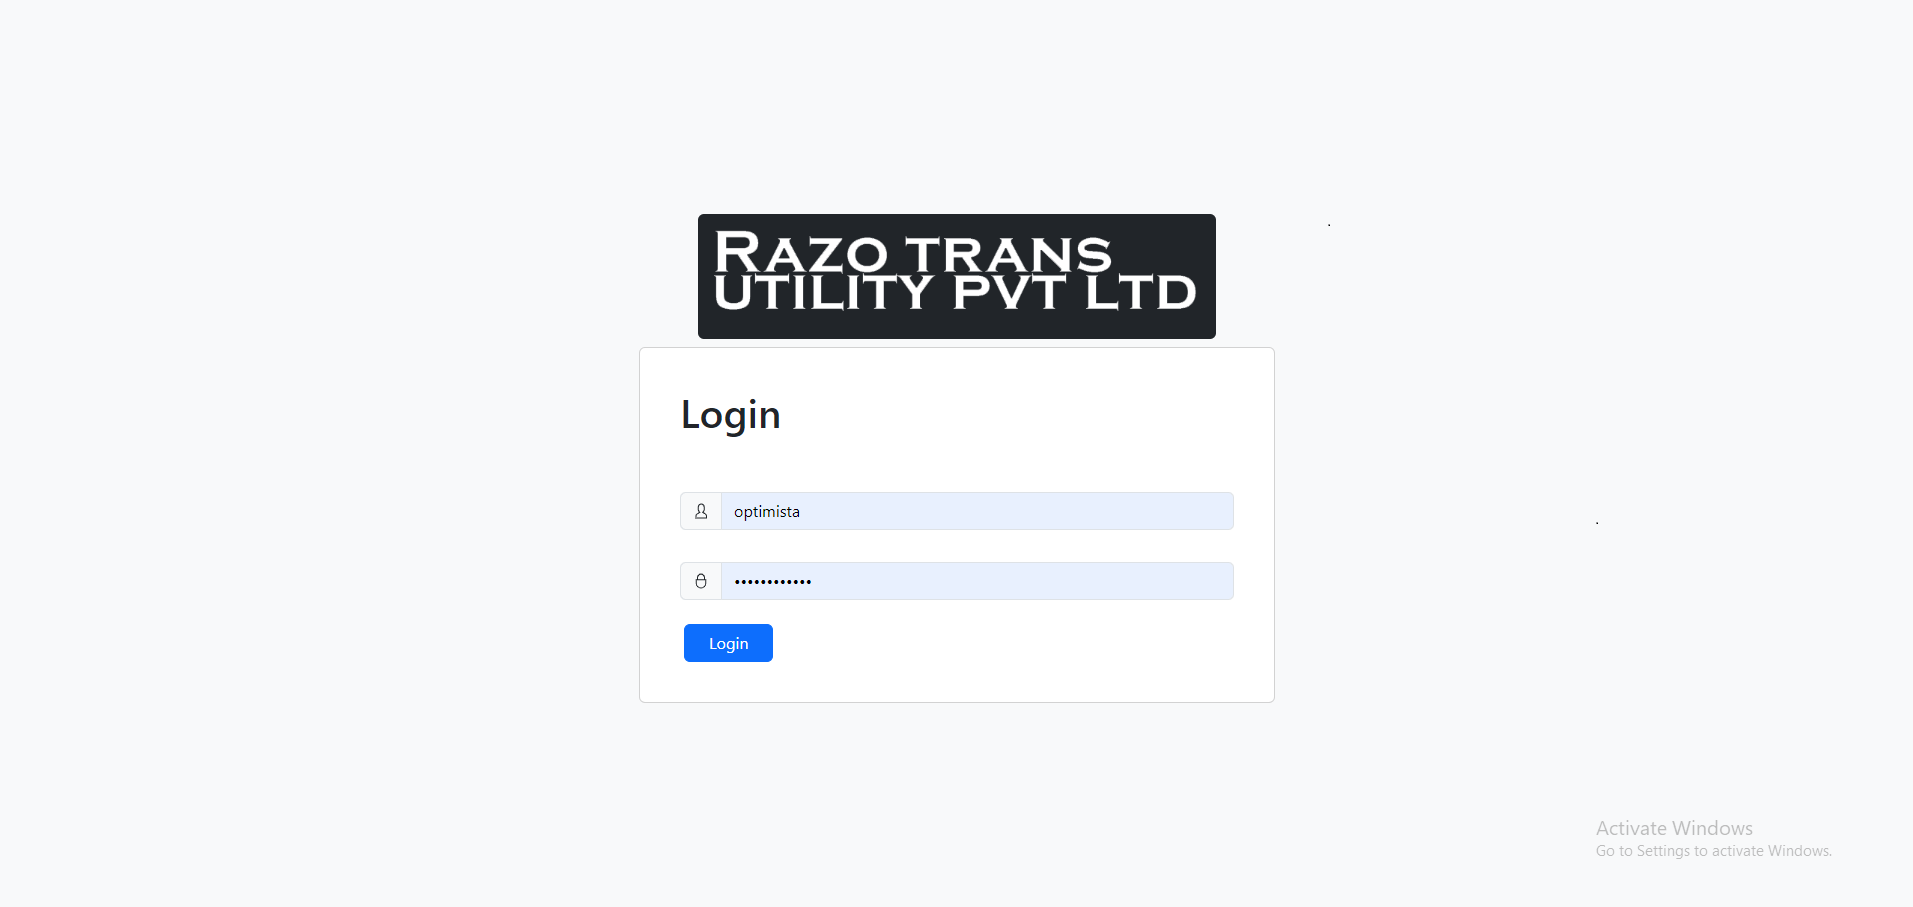 RAZO TRANS
UTILITY PVT LTD
Login
optimista
••••••••••••
Login
Activate Windows
Go to Settings to activate Windows.